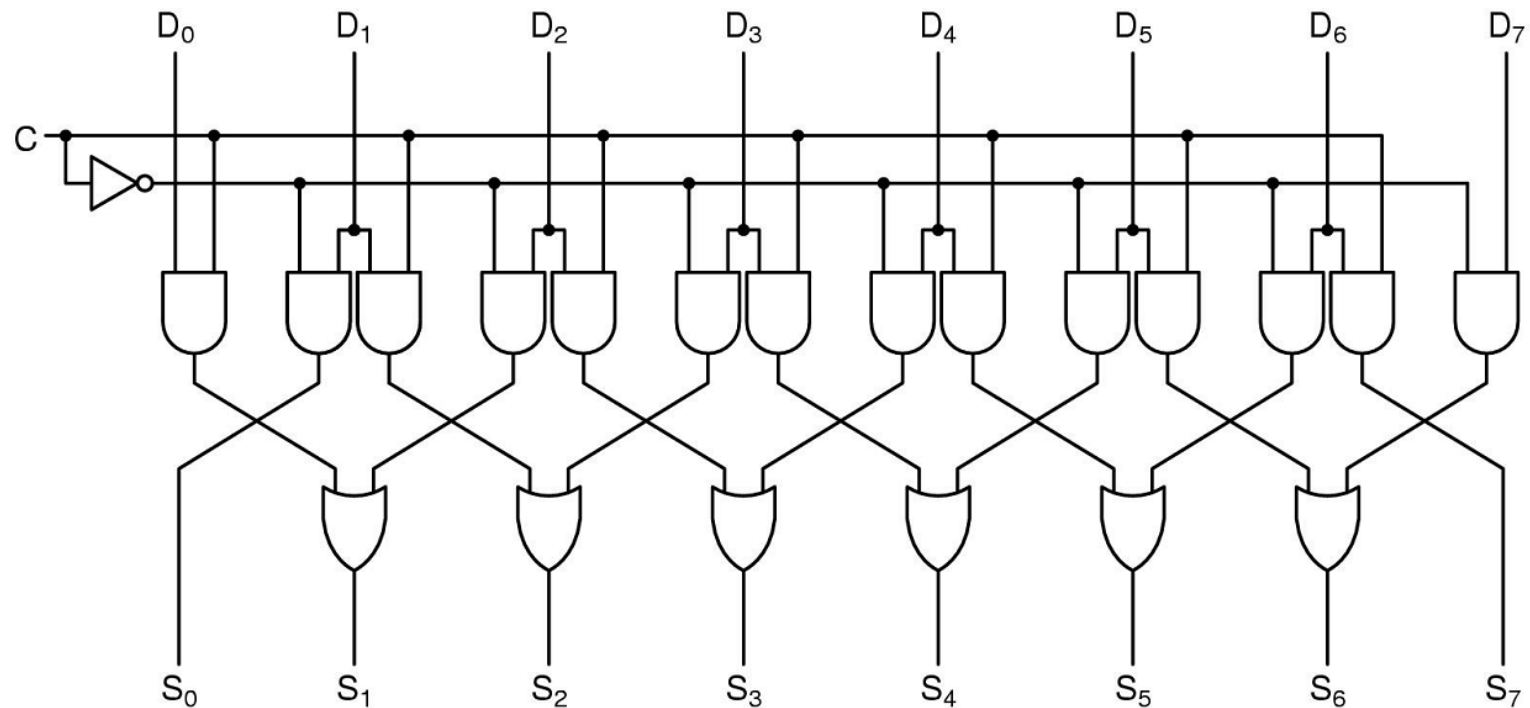 D₀ D₁ D₂ D₃ D₄ D₅ D₆ D₇
C
S₀ S₁ S₂ S₃ S₄ S₅ S₆ S₇